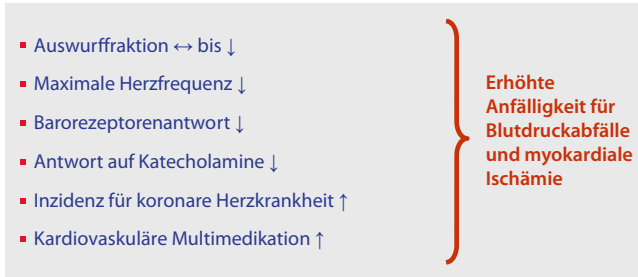 ▪ Auswurffraktion ↔ bis ↓
▪ Maximale Herzfrequenz ↓
▪ Barorezeptorenantwort ↓
▪ Antwort auf Katecholamine ↓
▪ Inzidenz für koronare Herzkrankheit ↑
▪ Kardiovaskuläre Multimedikation ↑
Erhöhte
Anfälligkeit für
Blutdruckabfälle
und myokardiale
Ischämie